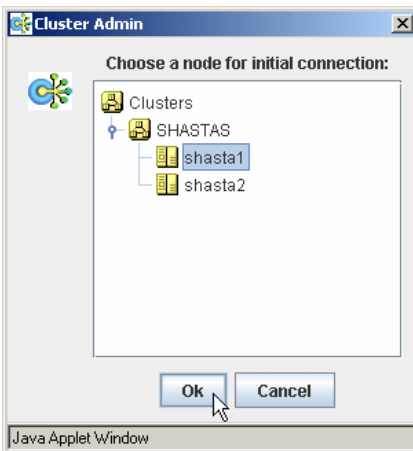 Cluster Admin
Choose a node for initial connection:
Clusters
SHASTAS
shasta1
shasta2
Ok
Cancel
Java Applet Window